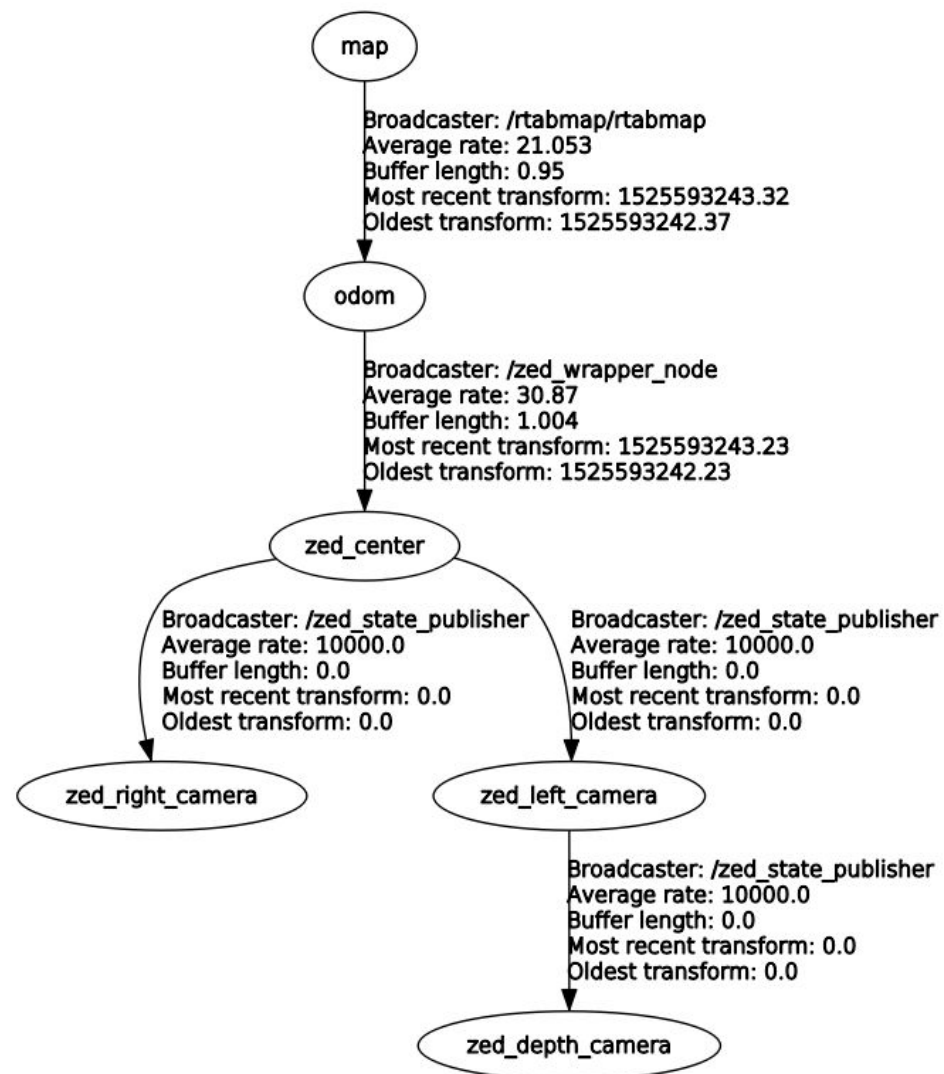 map
Broadcaster: /rtabmap/rtabmap
Average rate: 21.053
Buffer length: 0.95
Most recent transform: 1525593243.32
Oldest transform: 1525593242.37
odom
Broadcaster: /zed_wrapper_node
Average rate: 30.87
Buffer length: 1.004
Most recent transform: 1525593243.23
Oldest transform: 1525593242.23
zed_center
Broadcaster: /zed_state_publisher
Average rate: 10000.0
Buffer length: 0.0
Most recent transform: 0.0
Oldest transform: 0.0
Broadcaster: /zed_state_publisher
Average rate: 10000.0
Buffer length: 0.0
Most recent transform: 0.0
Oldest transform: 0.0
zed_right_camera
zed_left_camera
Broadcaster: /zed_state_publisher
Average rate: 10000.0
Buffer length: 0.0
Most recent transform: 0.0
Oldest transform: 0.0
zed_depth_camera